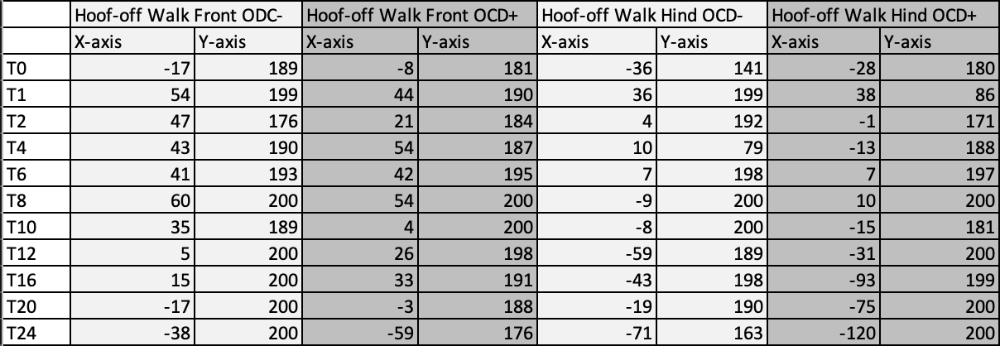 Hoof-off Walk Front ODC- Hoof-off Walk Front OCD+ Hoof-off Walk Hind OCD- Hoof-off Walk Hind OCD+
X-axis Y-axis X-axis Y-axis X-axis Y-axis X-axis Y-axis
T0 -17 189 -8 181 -36 141 -28 180
T1 54 199 44 190 36 199 38 86
T2 47 176 21 184 4 192 -1 171
T4 43 190 54 187 10 79 -13 188
T6 41 193 42 195 7 198 7 197
T8 60 200 54 200 -9 200 10 200
T10 35 189 4 200 -8 200 -15 181
T12 5 200 26 198 -59 189 -31 200
T16 15 200 33 191 -43 198 -93 199
T20 -17 200 -3 188 -19 190 -75 200
T24 -38 200 -59 176 -71 163 -120 200